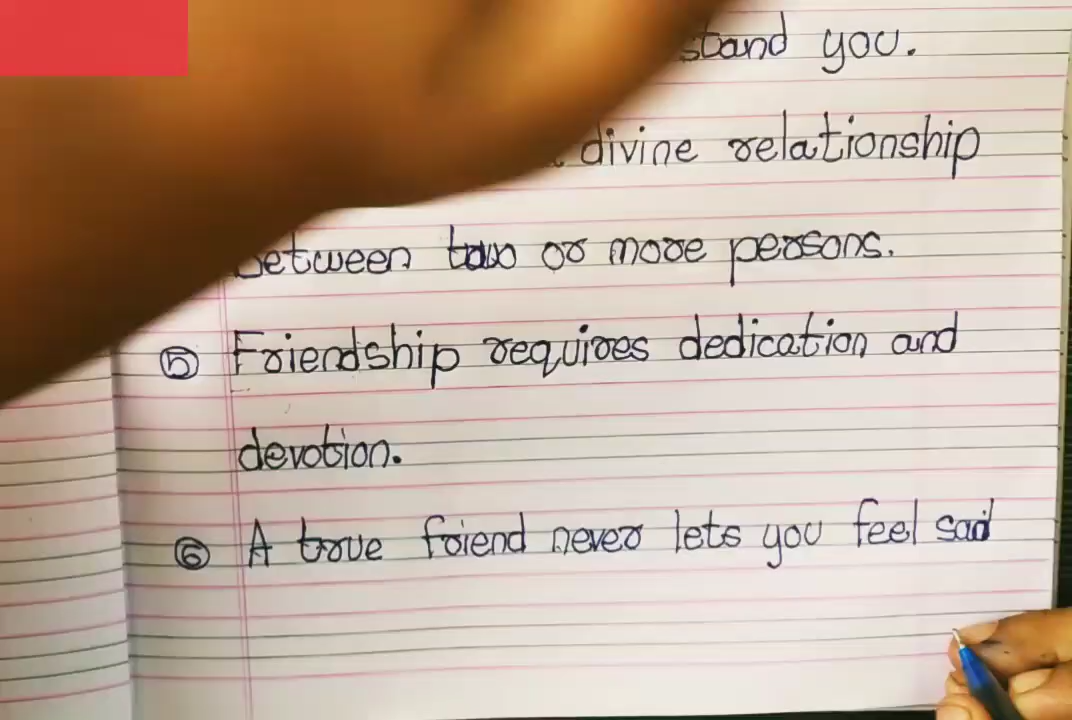 stand you.
divine relationship
between two or more persons.
5 Friendship requires dedication and
devotion.
6 A true friend never lets you feel sad